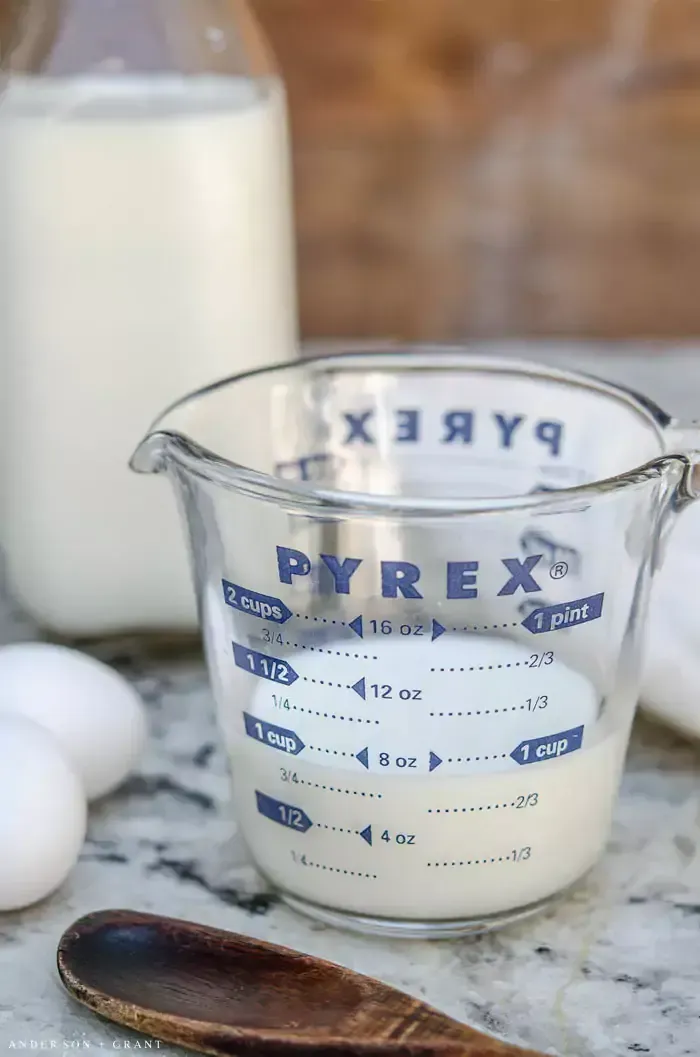 PYREX
PYREX®
2 cups 16 oz 1 pint
3/4 2/3
1 1/2 12 oz
1/4 1/3
1 cup 8 oz 1 cup
3/4 2/3
1/2 4 oz
1/4 1/3
ANDERSON + GRANT